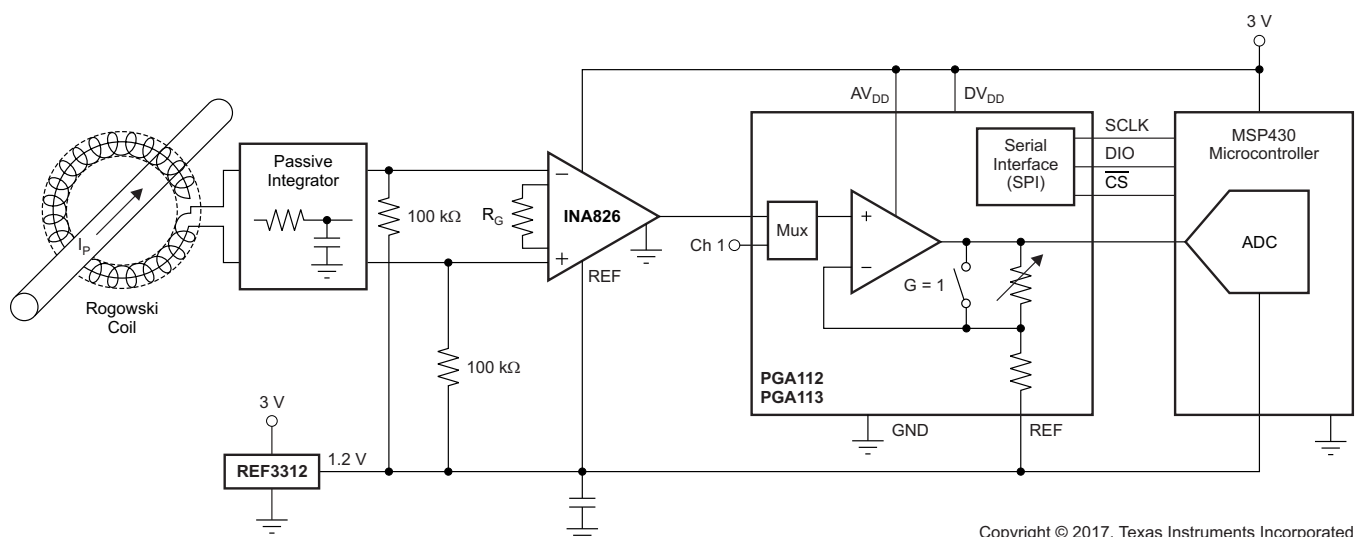 3 V
AV_DD
DV_DD
Passive
Integrator
Serial
Interface
(SPI)
SCLK
DIO
CS
MSP430
Microcontroller
I_P
100 kΩ
R_G
−
+
INA826
REF
Ch 1
Mux
+
−
G = 1
ADC
Rogowski
Coil
100 kΩ
PGA112
PGA113
3 V
GND
REF
REF3312
1.2 V
Copyright © 2017, Texas Instruments Incorporated